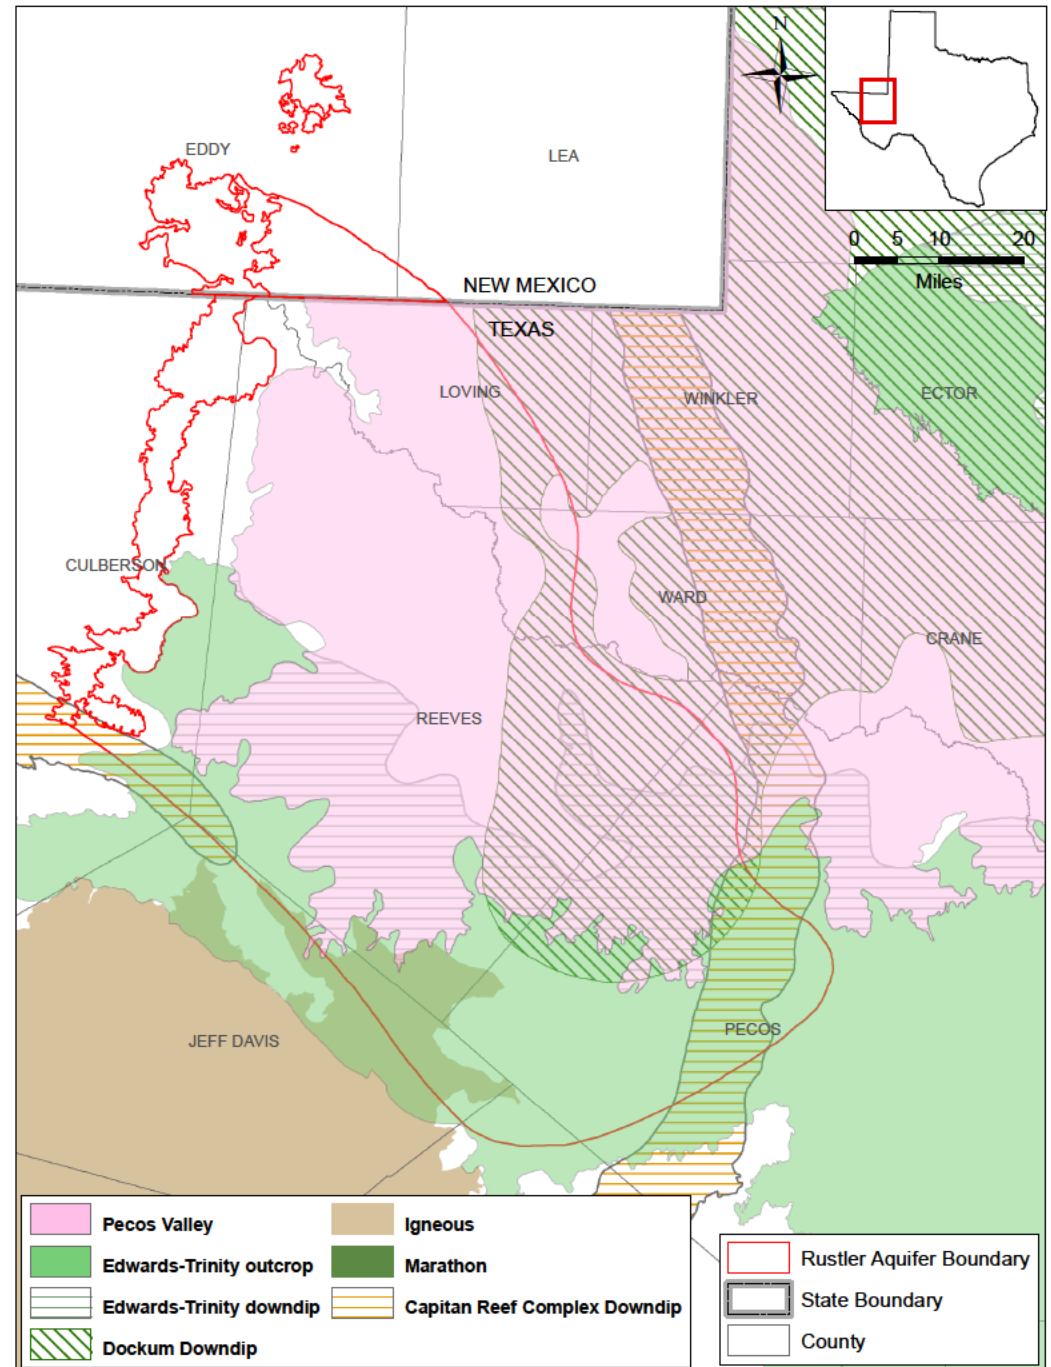 N
EDDY
LEA
0 5 10 20
Miles
NEW MEXICO
TEXAS
LOVING
WINKLER
ECTOR
CULBERSON
WARD
CRANE
REEVES
PECOS
JEFF DAVIS
Pecos Valley
Igneous
Edwards-Trinity outcrop
Marathon
Edwards-Trinity downdip
Capitan Reef Complex Downdip
Dockum Downdip
Rustler Aquifer Boundary
State Boundary
County